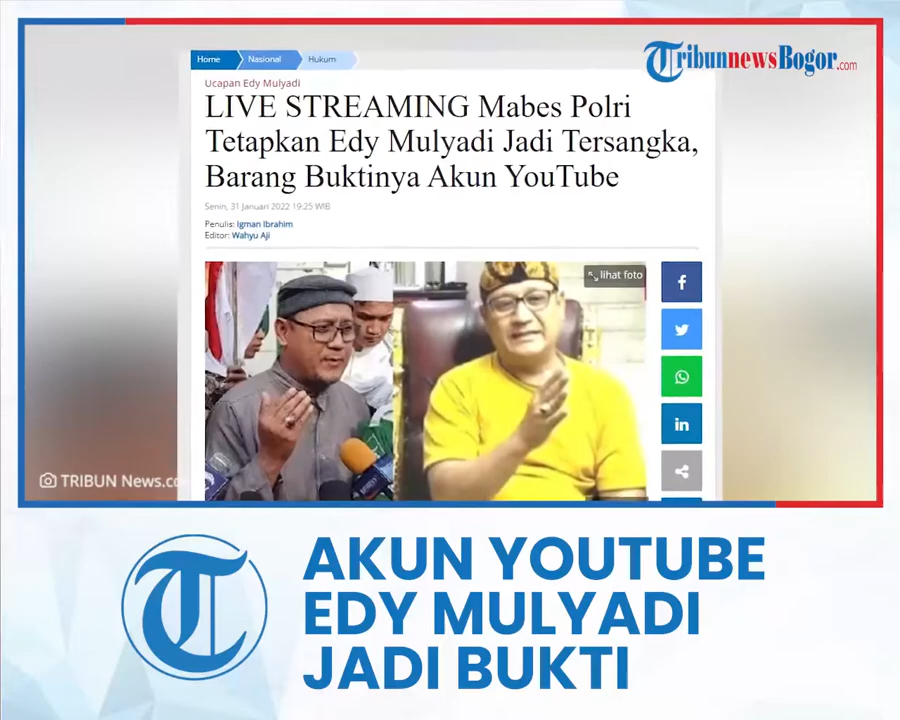 TribunnewsBogor.com
Home Nasional Hukum
Ucapan Edy Mulyadi
LIVE STREAMING Mabes Polri
Tetapkan Edy Mulyadi Jadi Tersangka,
Barang Buktinya Akun YouTube
Senin, 31 Januari 2022 19:25 WIB
Penulis: Igman Ibrahim
Editor: Wahyu Aji
lihat foto
TRIBUN News.co
AKUN YOUTUBE
EDY MULYADI
JADI BUKTI